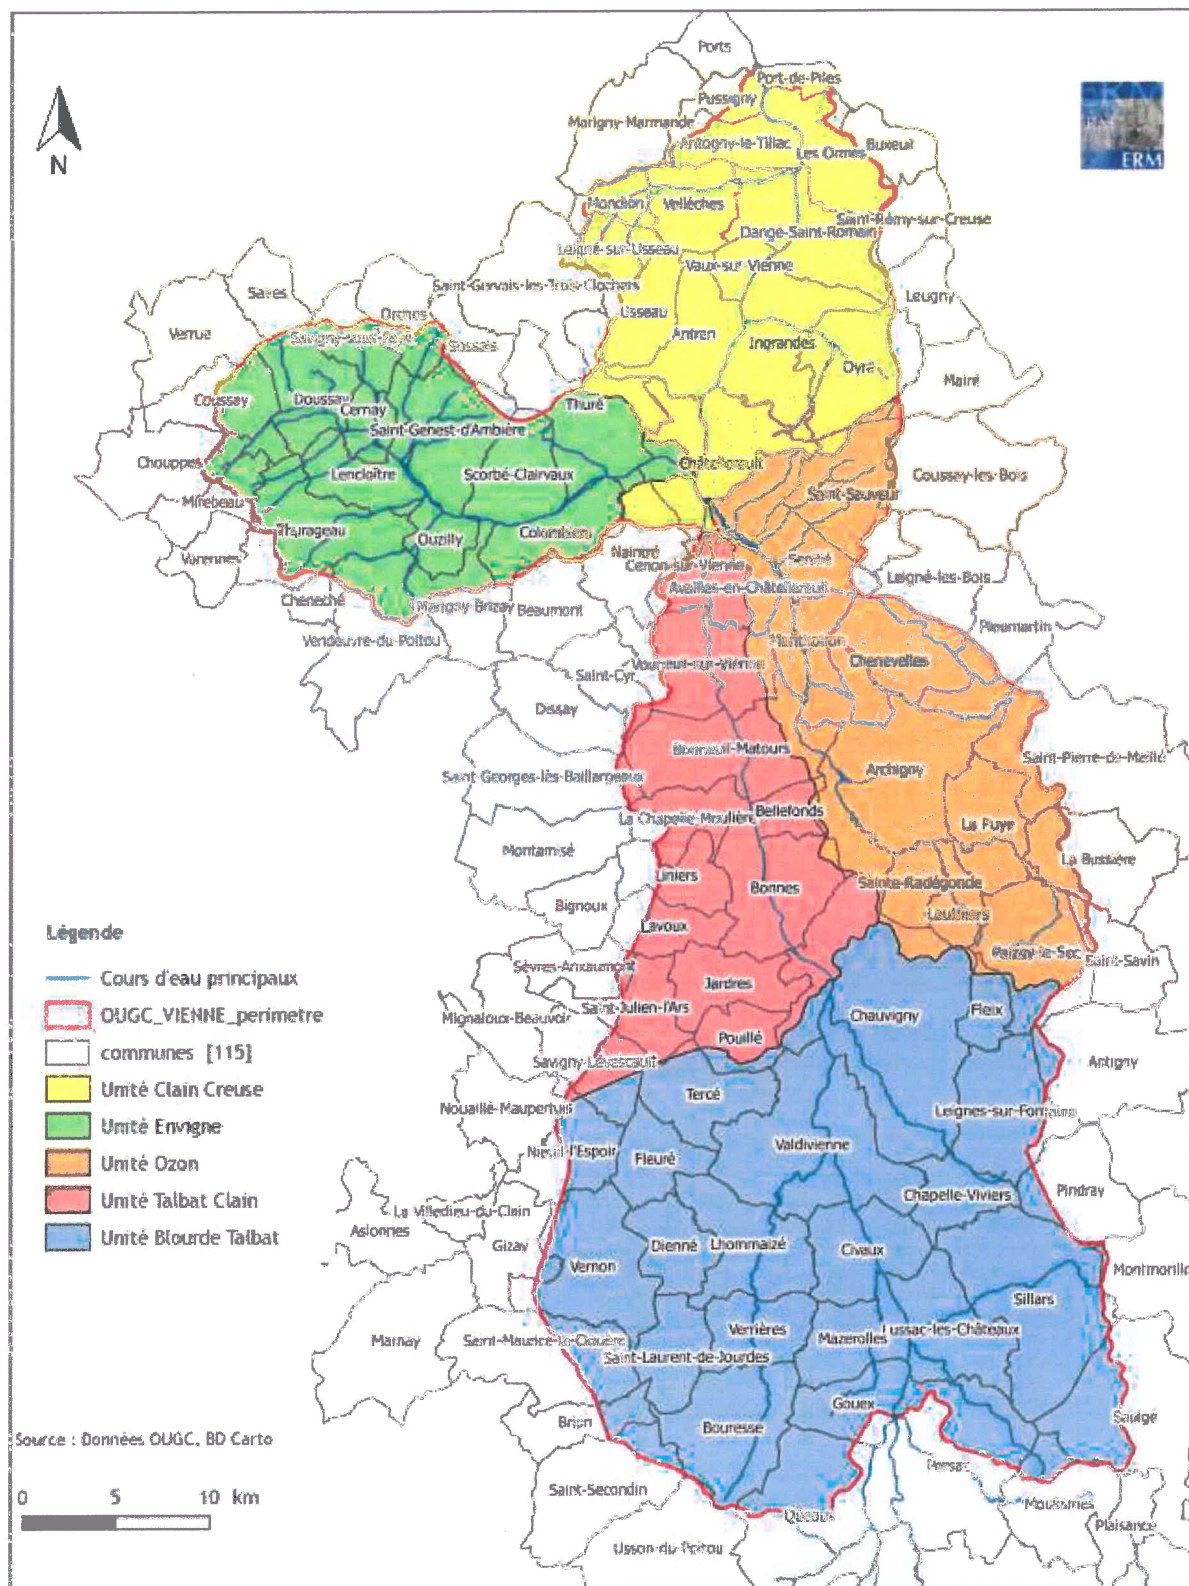 Ports
Port-de-Piles
Pussigny
Marigny-Marmande
Antogny-le-Tillac
Buxeuil
Les Ormes
N
ERM
Mondion
Vellèches
Saint-Rémy-sur-Creuse
Dangé-Saint-Romain
Leigné-sur-Usseau
Vaux-sur-Vienne
Saint-Gervais-les-Trois-Clochers
Leugny
Saires
Orches
Usseau
Verrue
Antran
Ingrandes
Sossais
Oyré
Mairé
Coussay
Doussay
Cernay
Thuré
Saint-Genest-d'Ambière
Chouppes
Lencloître
Scorbé-Clairvaux
Châtellerault
Coussay-les-Bois
Saint-Sauveur
Mirebeau
Thurageau
Ouzilly
Colombiers
Varennes
Naintré
Senillé
Cenon-sur-Vienne
Leigné-les-Bois
Availles-en-Châtellerault
Cheneché
Marigny-Brizay
Beaumont
Pleumartin
Vendeuvre-du-Poitou
Monthoiron
Chenevelles
Vouneuil-sur-Vienne
Saint-Cyr
Dissay
Bonneuil-Matours
Saint-Pierre-de-Maillé
Archigny
Saint-Georges-lès-Baillargeaux
La Chapelle-Moulière
Bellefonds
La Puye
Montamisé
La Bussière
Liniers
Bonnes
Sainte-Radégonde
Bignoux
Lauthiers
Lavoux
Paizay-le-Sec
Saint-Savin
Sèvres-Anxaumont
Jardres
Saint-Julien-l'Ars
Fleix
Mignaloux-Beauvoir
Chauvigny
Pouillé
Savigny-Lévescault
Antigny
Tercé
Nouaillé-Maupertuis
Leignes-sur-Fontaine
Valdivienne
Nieuil-l'Espoir
Fleuré
Pindray
Chapelle-Viviers
La Villedieu-du-Clain
Aslonnes
Gizay
Dienné
Lhommaizé
Civaux
Vernon
Montmorillo
Sillars
Verrières
Mazerolles
Lussac-les-Châteaux
Marnay
Saint-Maurice-la-Clouère
Saint-Laurent-de-Jourdes
Gouex
Saulgé
Brion
Bouresse
Persac
Saint-Secondin
Moulismes
Queaux
Plaisance
Usson-du-Poitou
Légende
Cours d'eau principaux
OUGC_VIENNE_perimetre
communes [115]
Unité Clain Creuse
Unité Envigne
Unité Ozon
Unité Talbat Clain
Unité Blourde Talbat
Source : Données OUGC, BD Carto
0 5 10 km